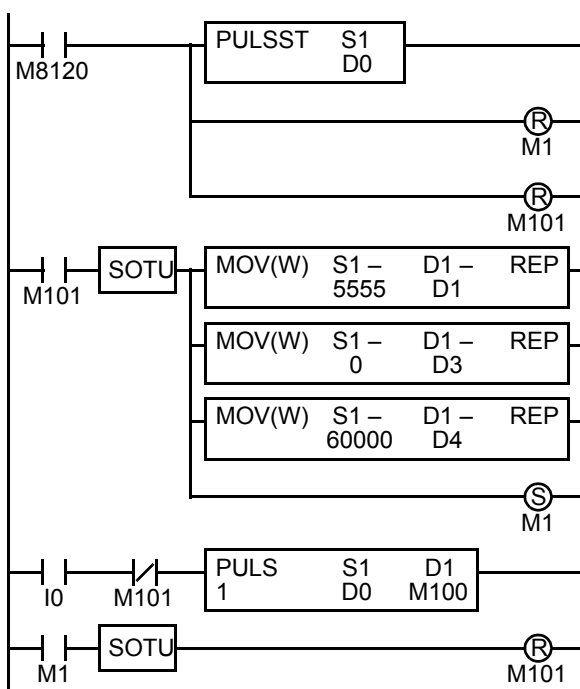 PULSST S1
D0
M8120
R
M1
R
M101
M101 SOTU MOV(W) S1 – D1 – REP
5555 D1
MOV(W) S1 – D1 – REP
0 D3
MOV(W) S1 – D1 – REP
60000 D4
S
M1
I0 M101 PULS S1 D1
1 D0 M100
M1 SOTU R
M101